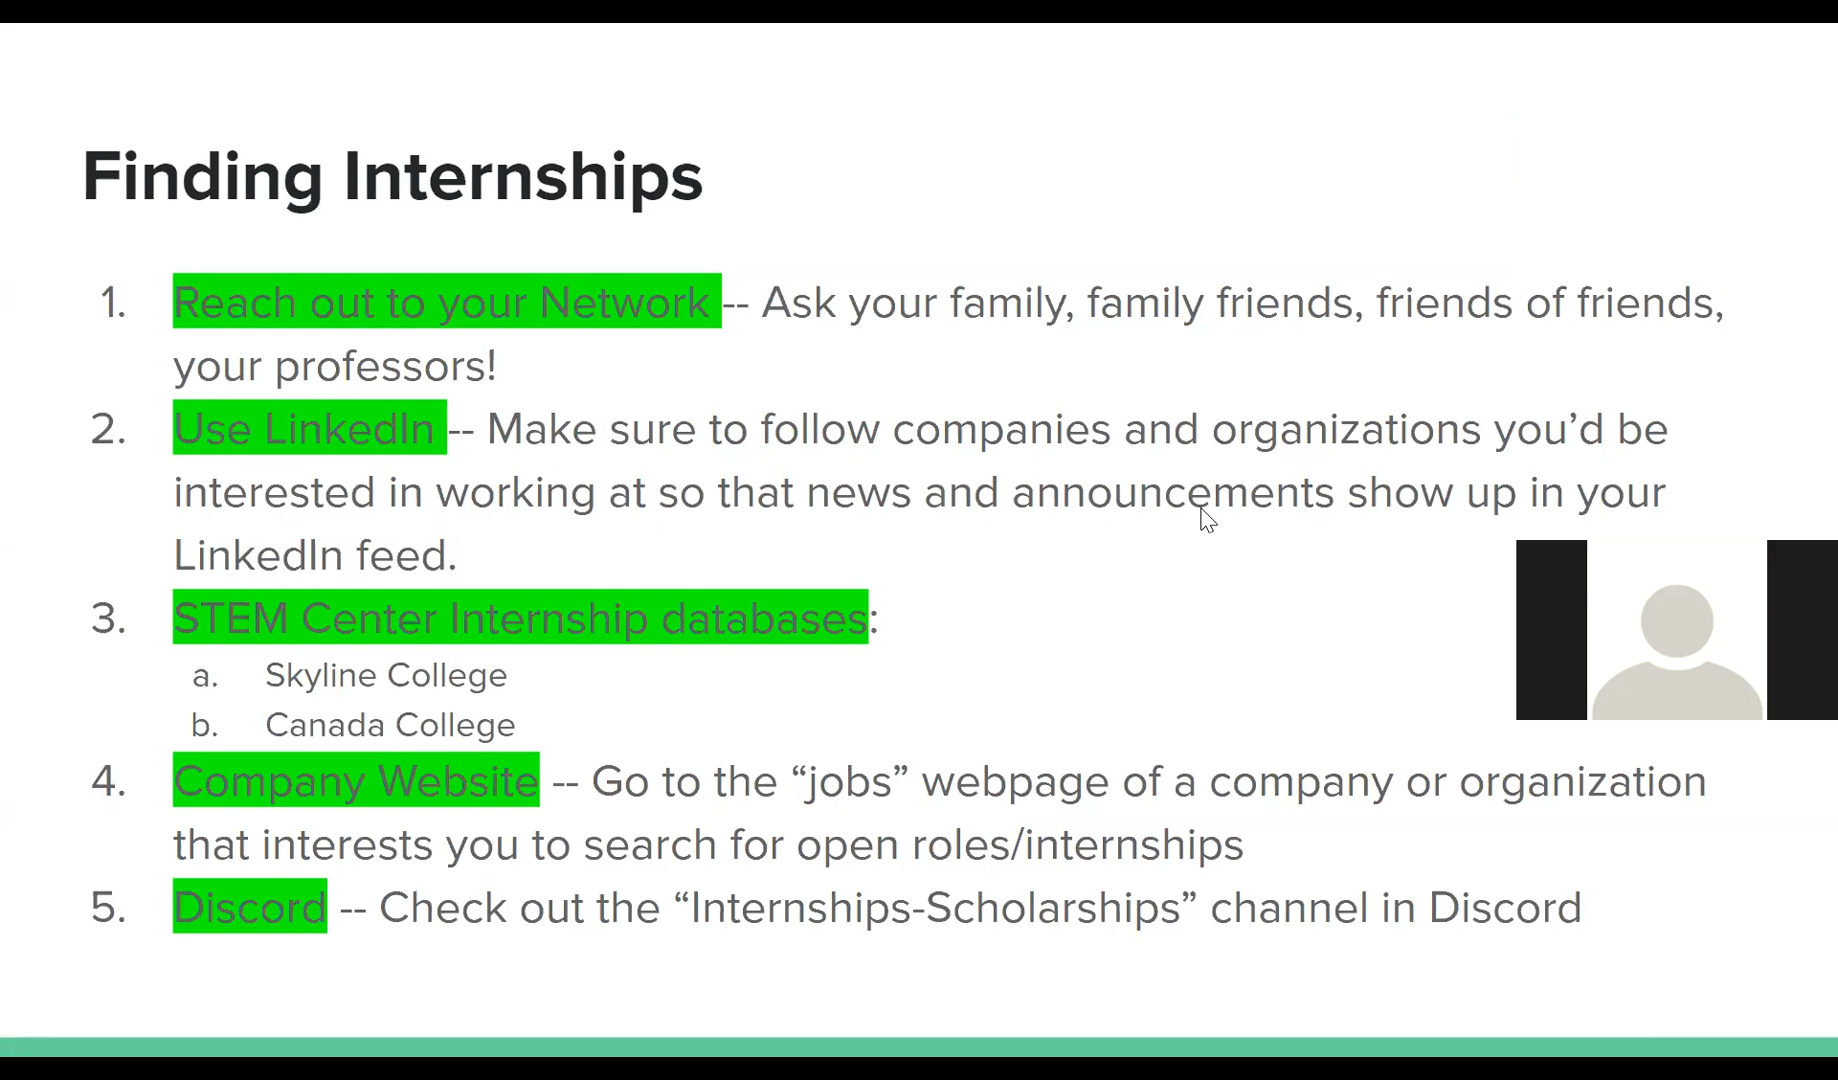 Finding Internships
1. Reach out to your Network -- Ask your family, family friends, friends of friends,
your professors!
2. Use LinkedIn -- Make sure to follow companies and organizations you’d be
interested in working at so that news and announcements show up in your
LinkedIn feed.
3. STEM Center Internship databases:
a. Skyline College
b. Canada College
4. Company Website -- Go to the “jobs” webpage of a company or organization
that interests you to search for open roles/internships
5. Discord -- Check out the “Internships-Scholarships” channel in Discord